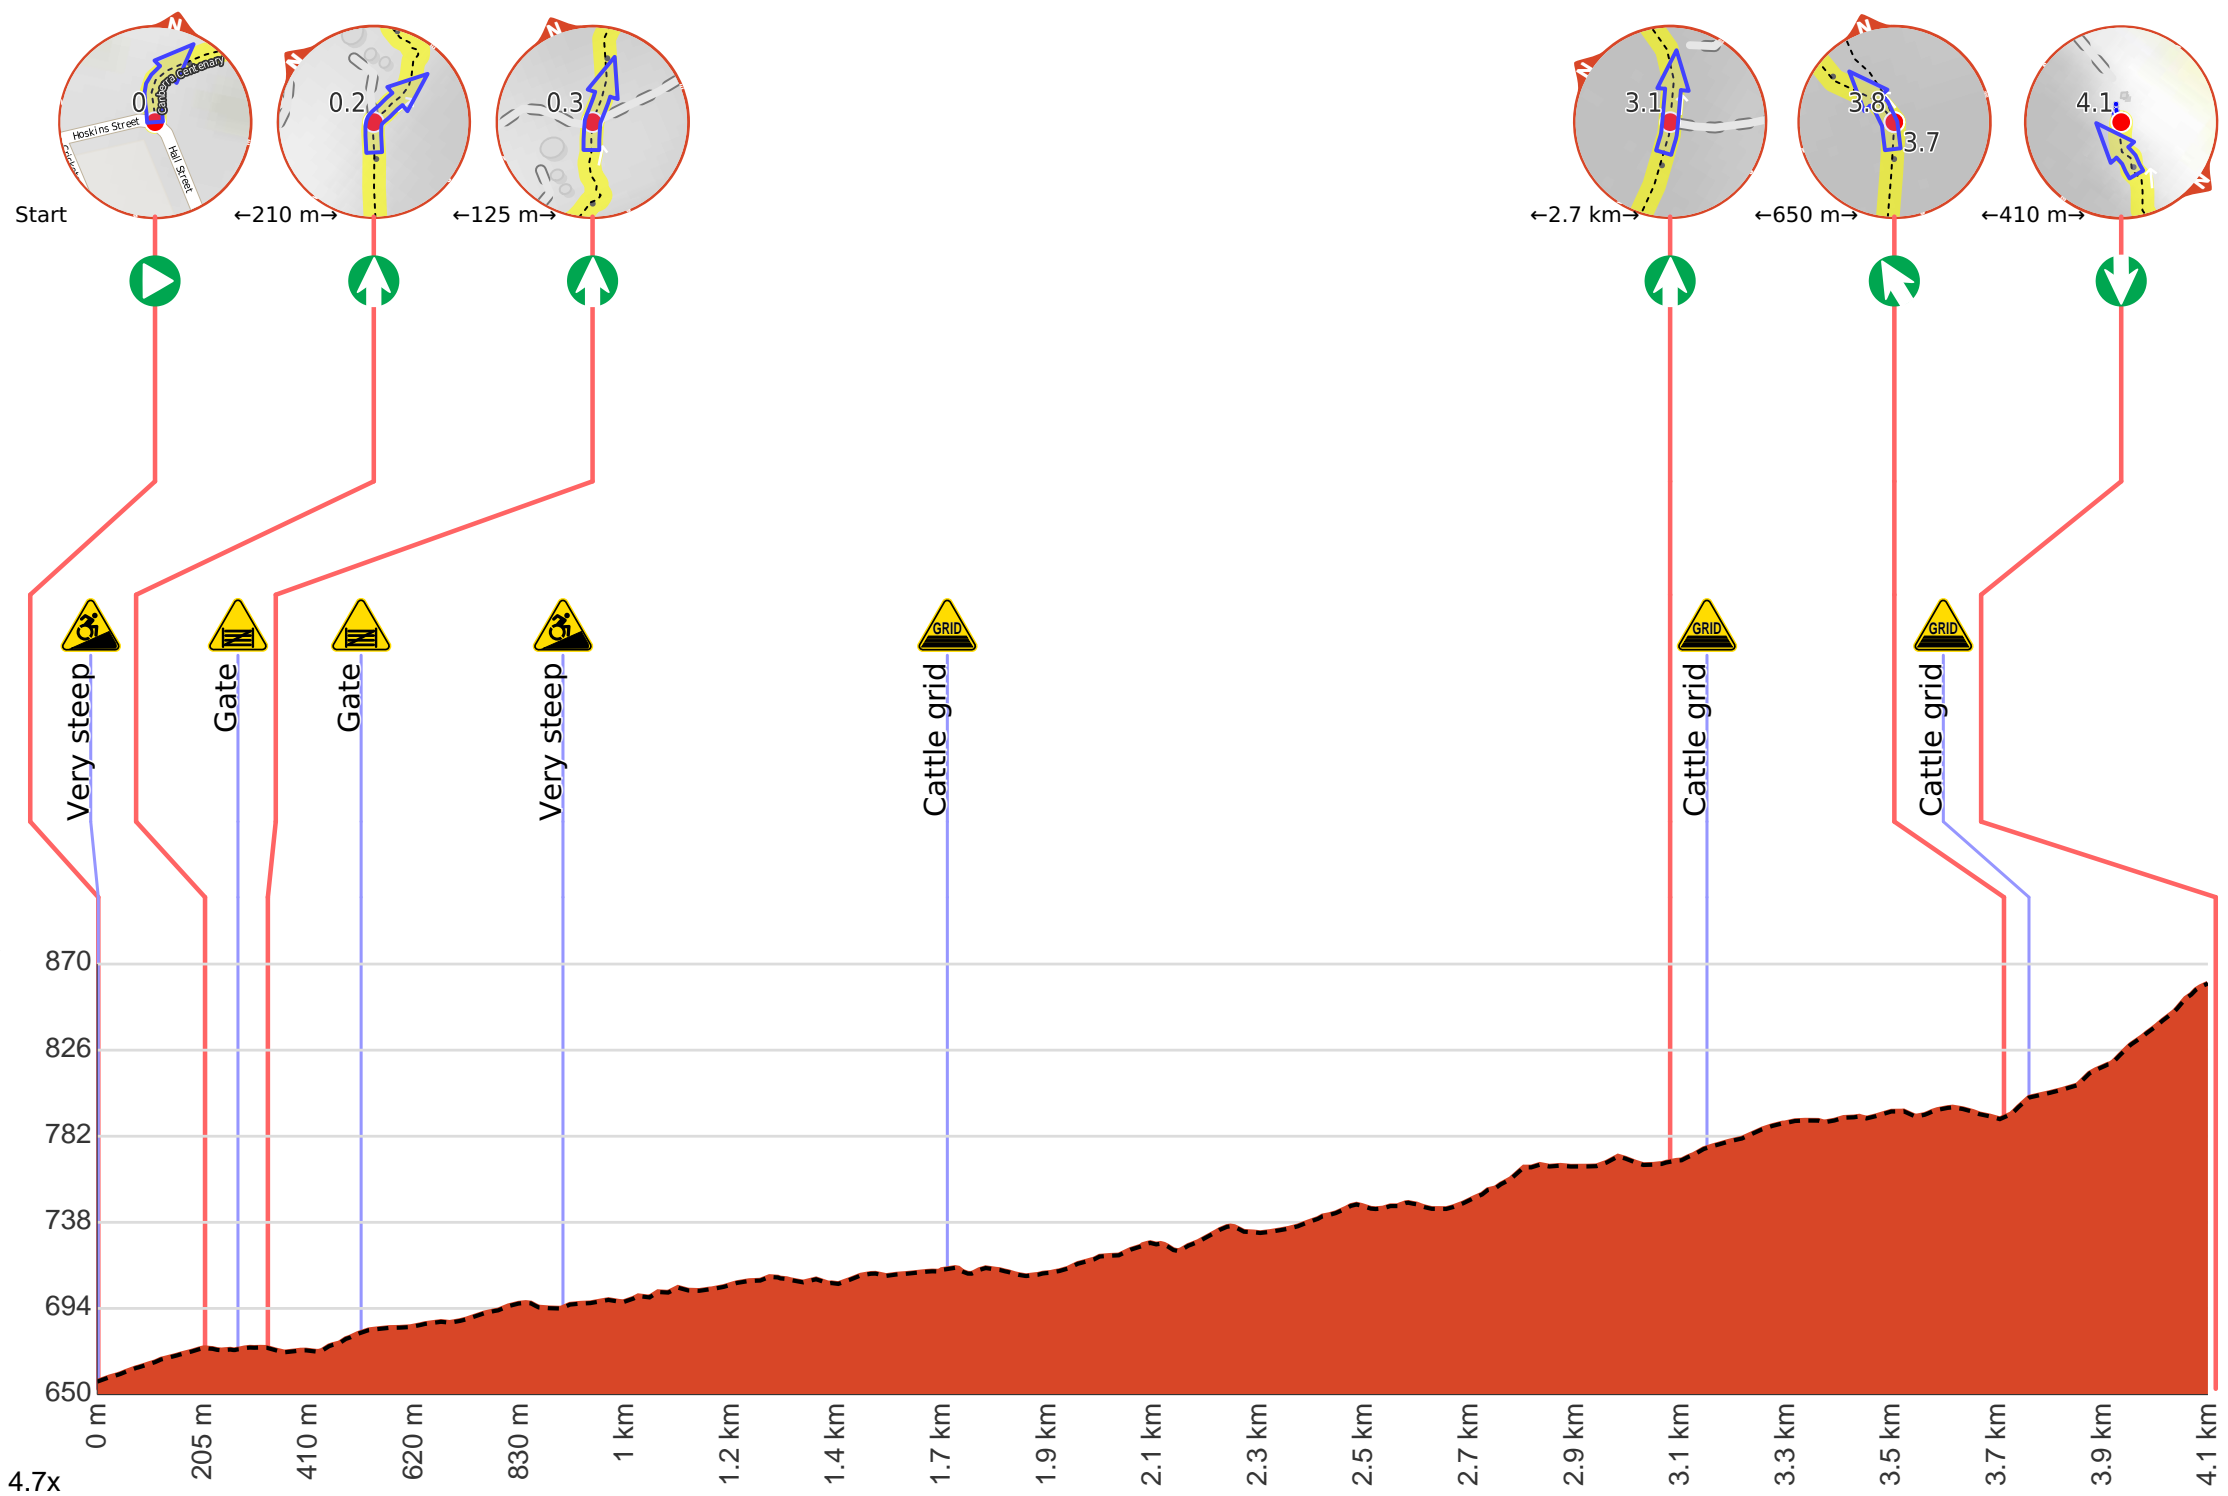 N
N
N
N
N
N
0
0.2
0.3
3.1
3.8
3.7
4.1
Canberra Centenary
Hoskins Street
Hall Street
Start
←210 m→
←125 m→
←2.7 km→
←650 m→
←410 m→
GRID
GRID
GRID
Very steep
Gate
Gate
Very steep
Cattle grid
Cattle grid
Cattle grid
870
826
782
738
694
650
0 m
205 m
410 m
620 m
830 m
1 km
1.2 km
1.4 km
1.7 km
1.9 km
2.1 km
2.3 km
2.5 km
2.7 km
2.9 km
3.1 km
3.3 km
3.5 km
3.7 km
3.9 km
4.1 km
4.7x